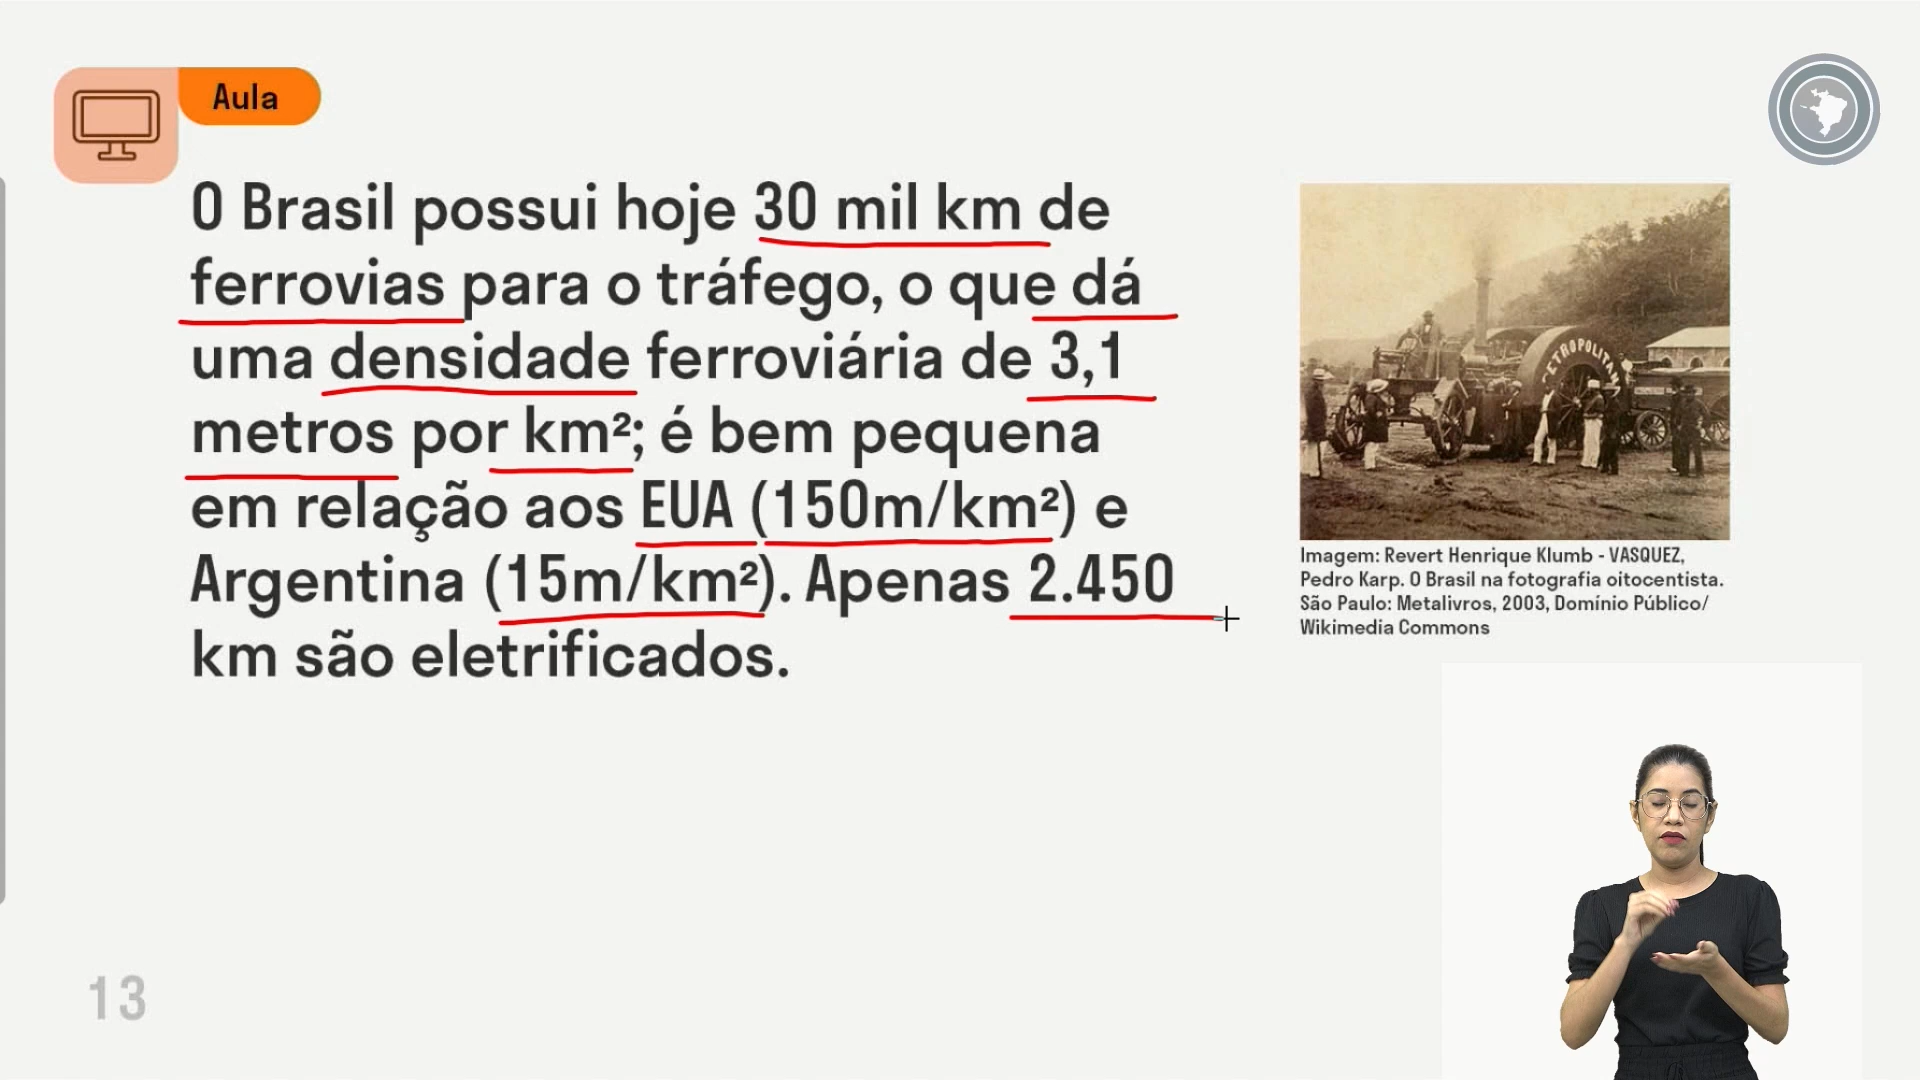 Aula
O Brasil possui hoje 30 mil km de
ferrovias para o tráfego, o que dá
uma densidade ferroviária de 3,1
metros por km²; é bem pequena
em relação aos EUA (150m/km²) e
Argentina (15m/km²). Apenas 2.450
km são eletrificados.
ETROPOLITAN
Imagem: Revert Henrique Klumb - VASQUEZ,
Pedro Karp. O Brasil na fotografia oitocentista.
São Paulo: Metalivros, 2003, Domínio Público/
Wikimedia Commons
13